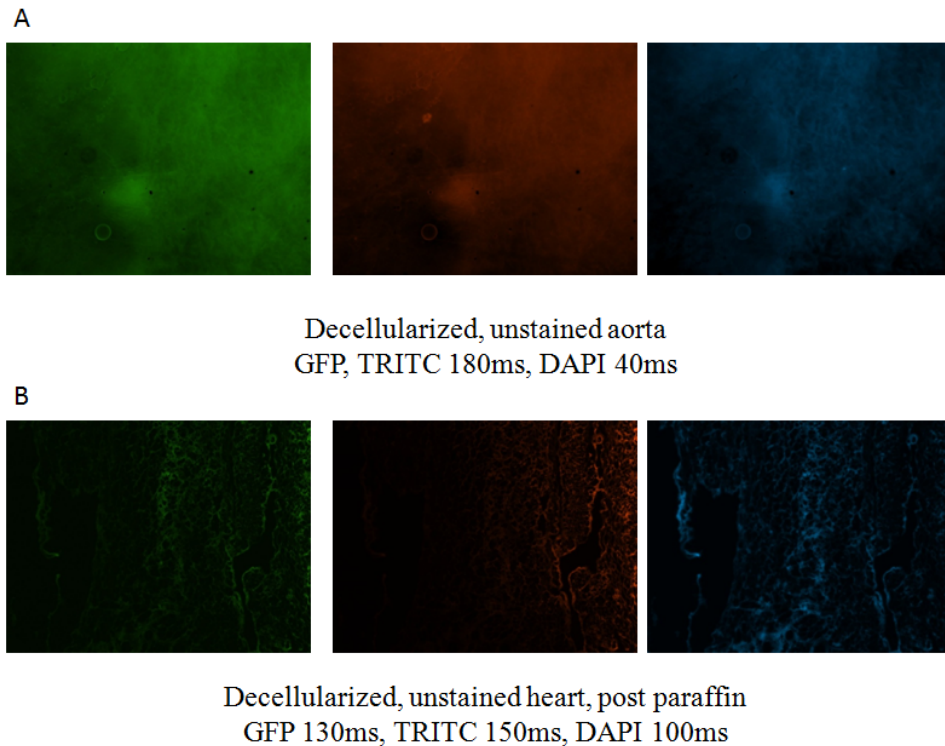 A
Decellularized, unstained aorta
GFP, TRITC 180ms, DAPI 40ms
B
Decellularized, unstained heart, post paraffin
GFP 130ms, TRITC 150ms, DAPI 100ms